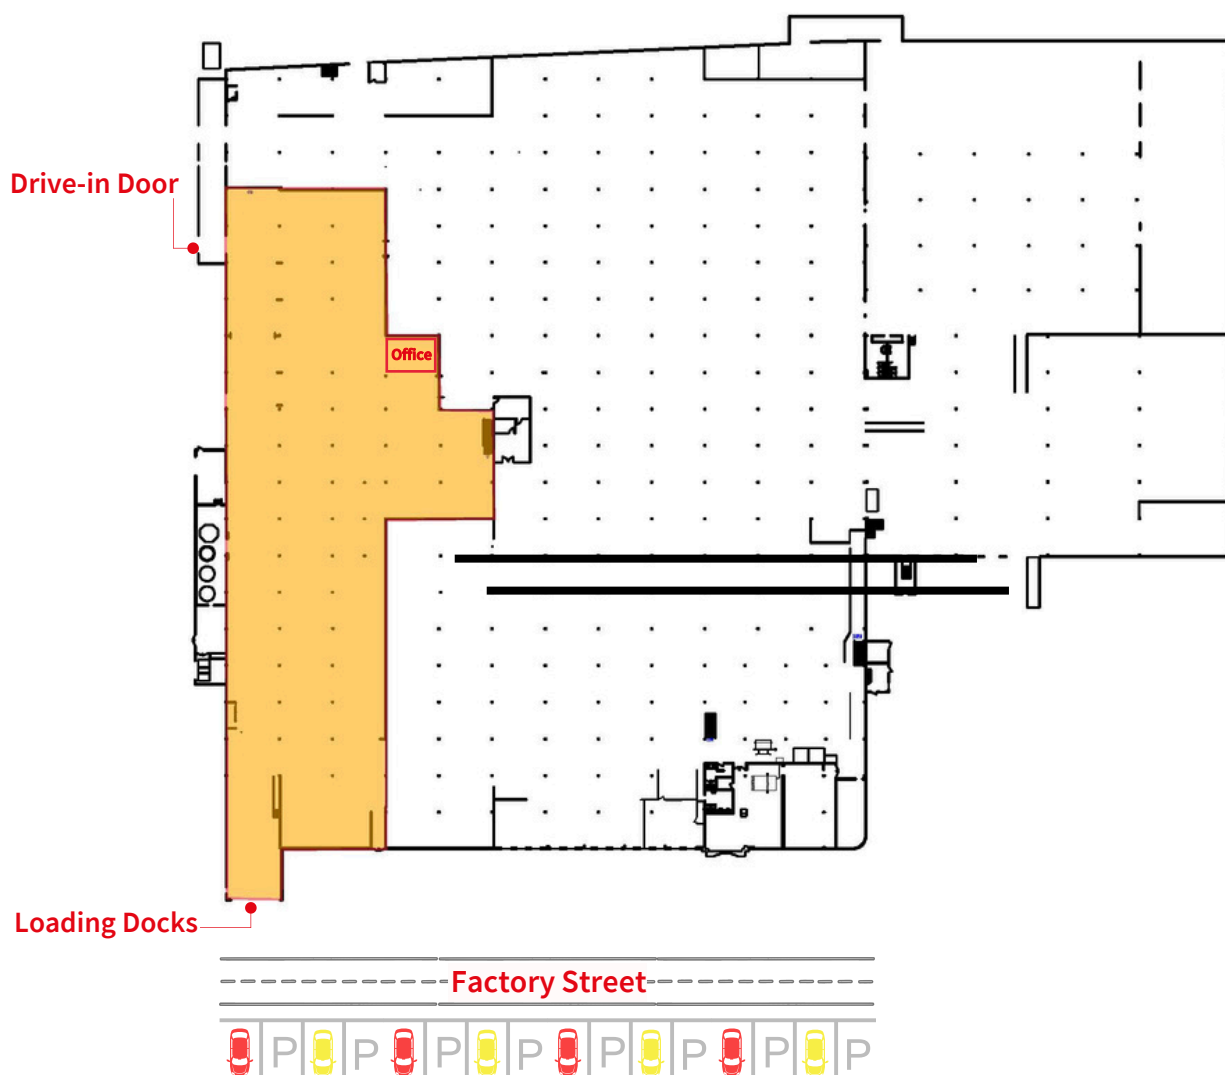 Drive-in Door
Office
Loading Docks
Factory Street
P P P P P P P P